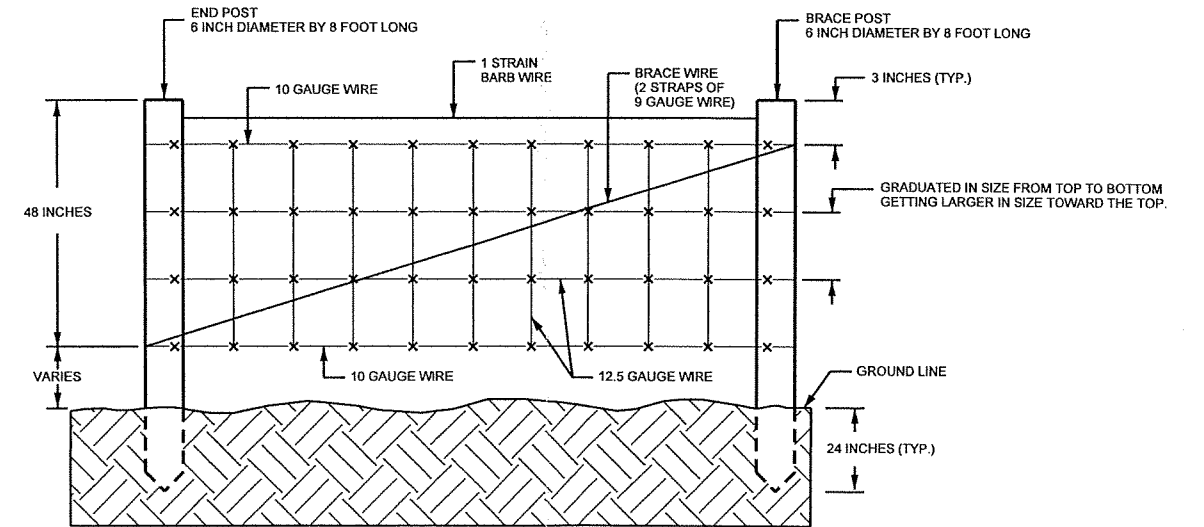 END POST
6 INCH DIAMETER BY 8 FOOT LONG
BRACE POST
6 INCH DIAMETER BY 8 FOOT LONG
1 STRAIN
BARB WIRE
BRACE WIRE
(2 STRAPS OF
9 GAUGE WIRE)
3 INCHES (TYP.)
10 GAUGE WIRE
48 INCHES
GRADUATED IN SIZE FROM TOP TO BOTTOM
GETTING LARGER IN SIZE TOWARD THE TOP.
VARIES
10 GAUGE WIRE
12.5 GAUGE WIRE
GROUND LINE
24 INCHES (TYP.)